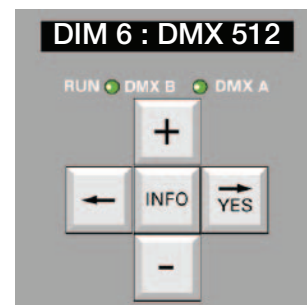 DIM 6 : DMX 512
RUN DMX B DMX A
+
← INFO → YES
-